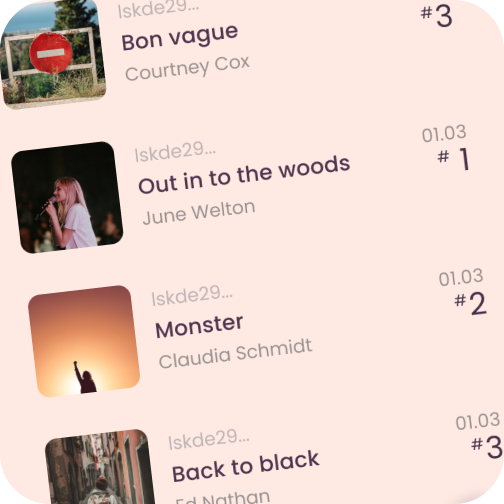 Iskde29...
Bon vague
Courtney Cox
#3
Iskde29...
Out in to the woods
June Welton
01.03
# 1
Iskde29...
Monster
Claudia Schmidt
01.03
#2
Iskde29...
Back to black
Ed Nathan
01.03
#3